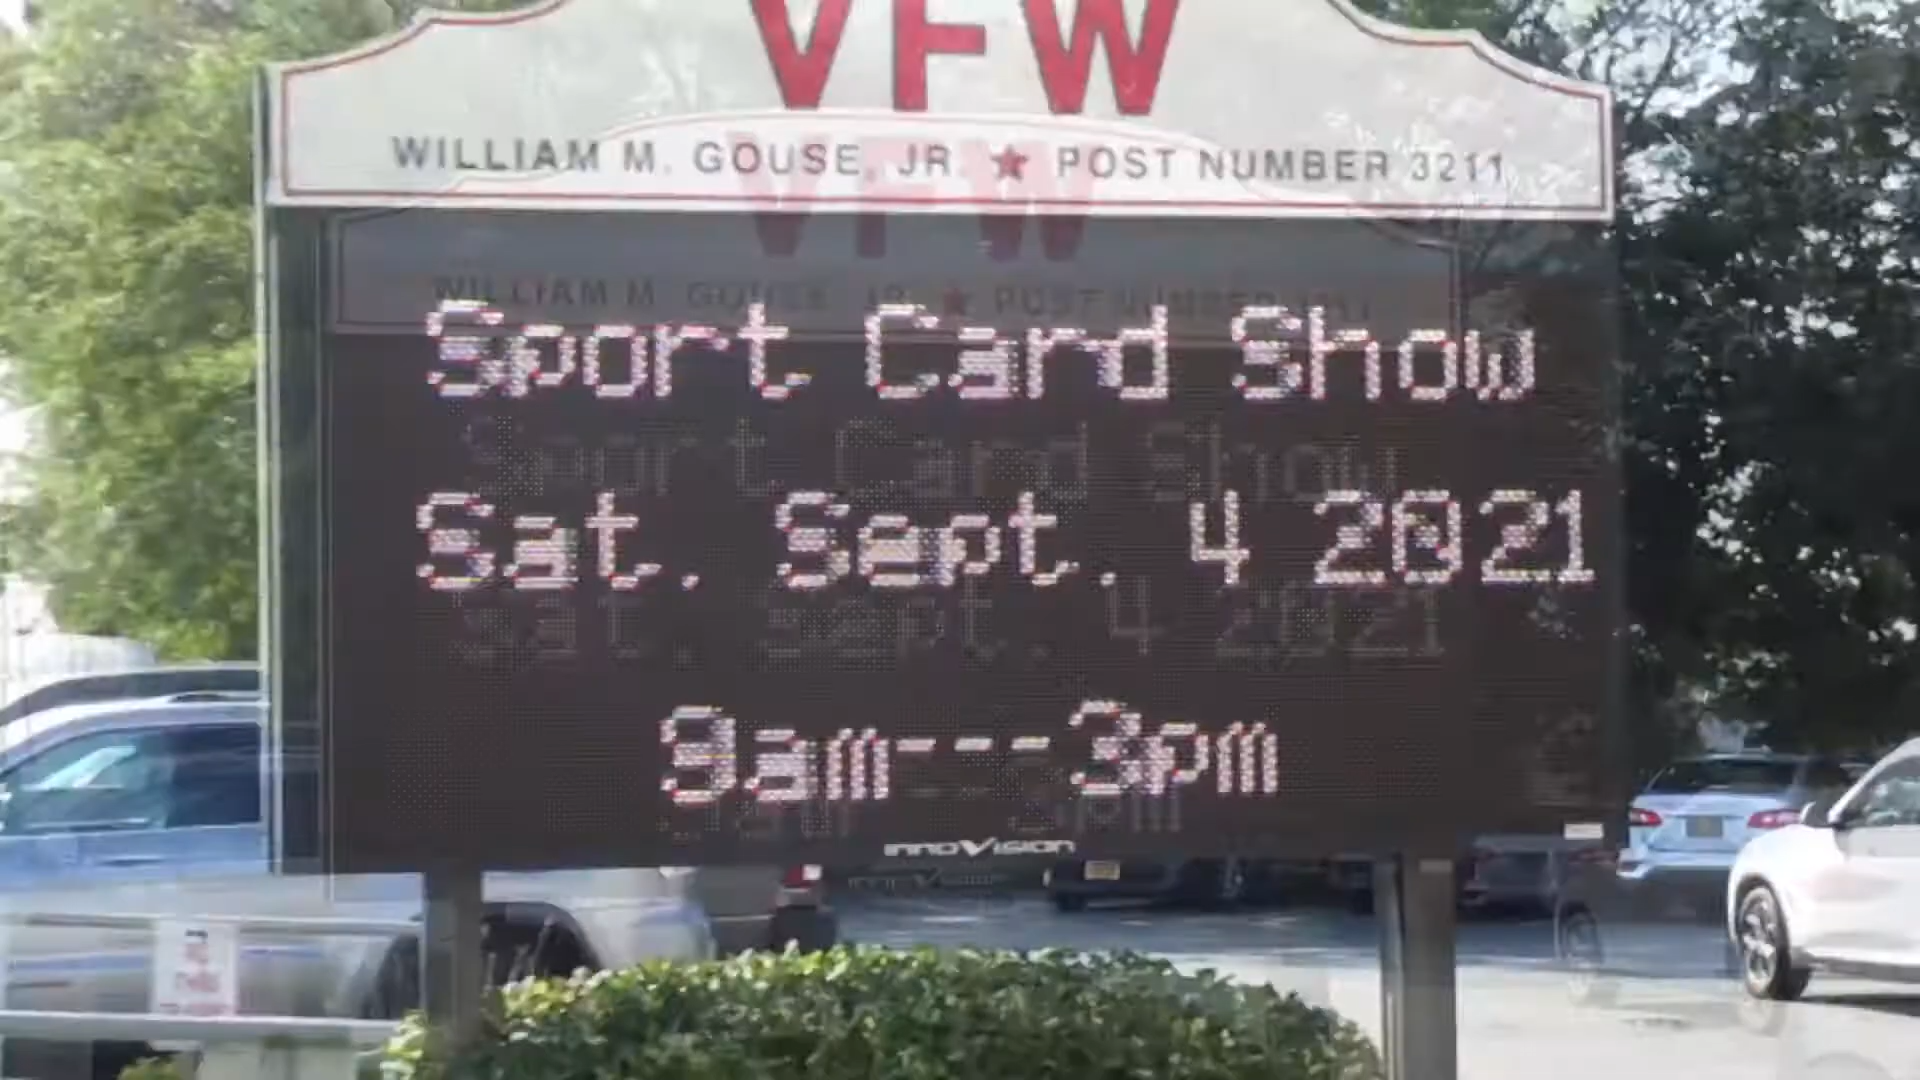 VFW
WILLIAM M. GOUSE, JR. ★ POST NUMBER 3211
Sport Card Show
Sat. Sept. 4 2021
9am---3pm
INNOVISION